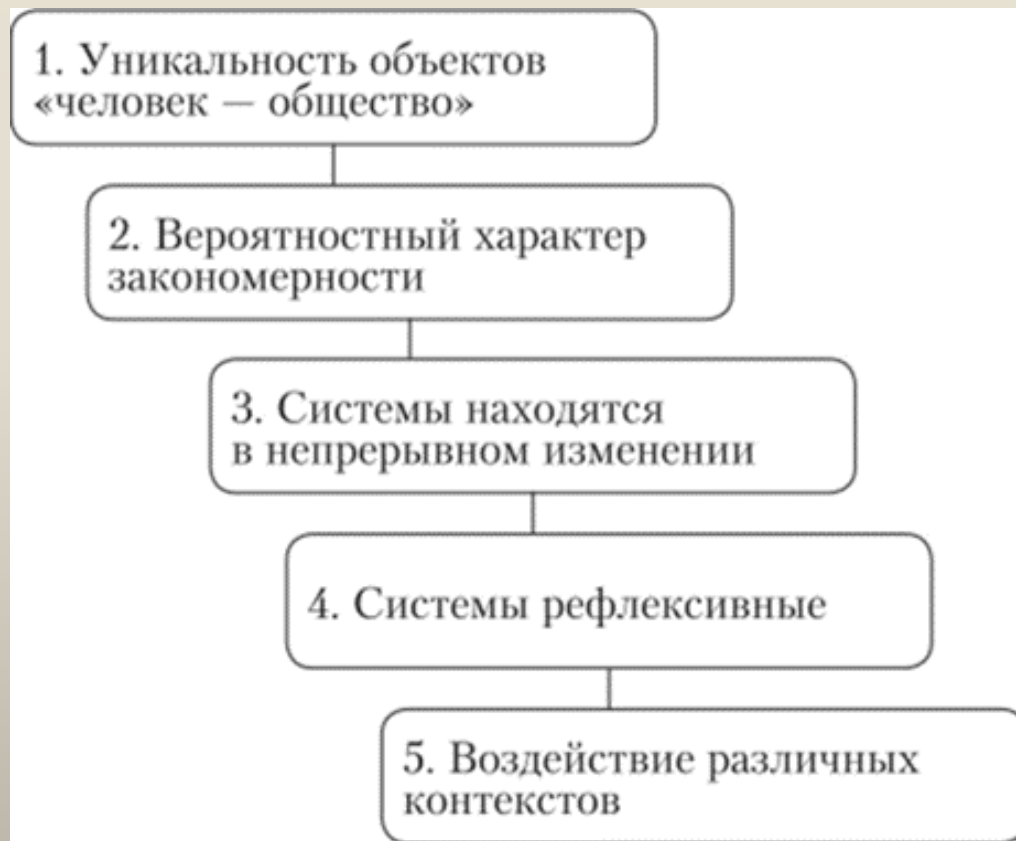 1. Уникальность объектов
«человек — общество»
2. Вероятностный характер
закономерности
3. Системы находятся
в непрерывном изменении
4. Системы рефлексивные
5. Воздействие различных
контекстов